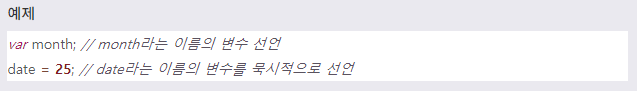 예제
var month; // month라는 이름의 변수 선언
date = 25; // date라는 이름의 변수를 묵시적으로 선언